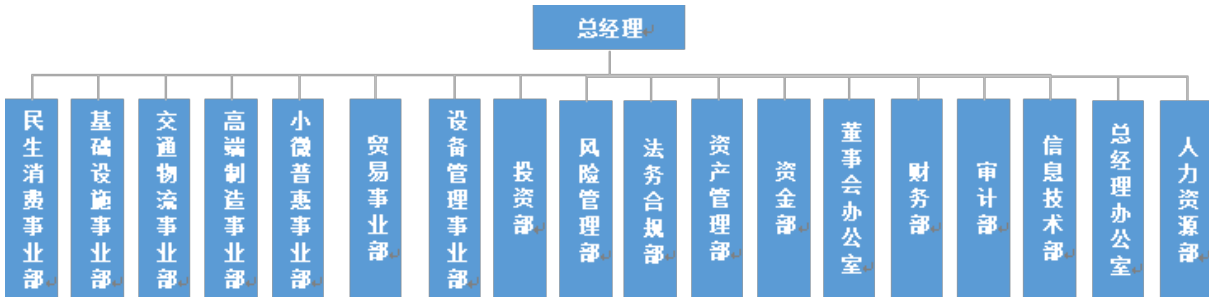 总经理
民生消费事业部
基础设施事业部
交通物流事业部
高端制造事业部
小微普惠事业部
贸易事业部
设备管理事业部
投资部
风险管理部
法务合规部
资产管理部
资金部
董事会办公室
财务部
审计部
信息技术部
总经理办公室
人力资源部